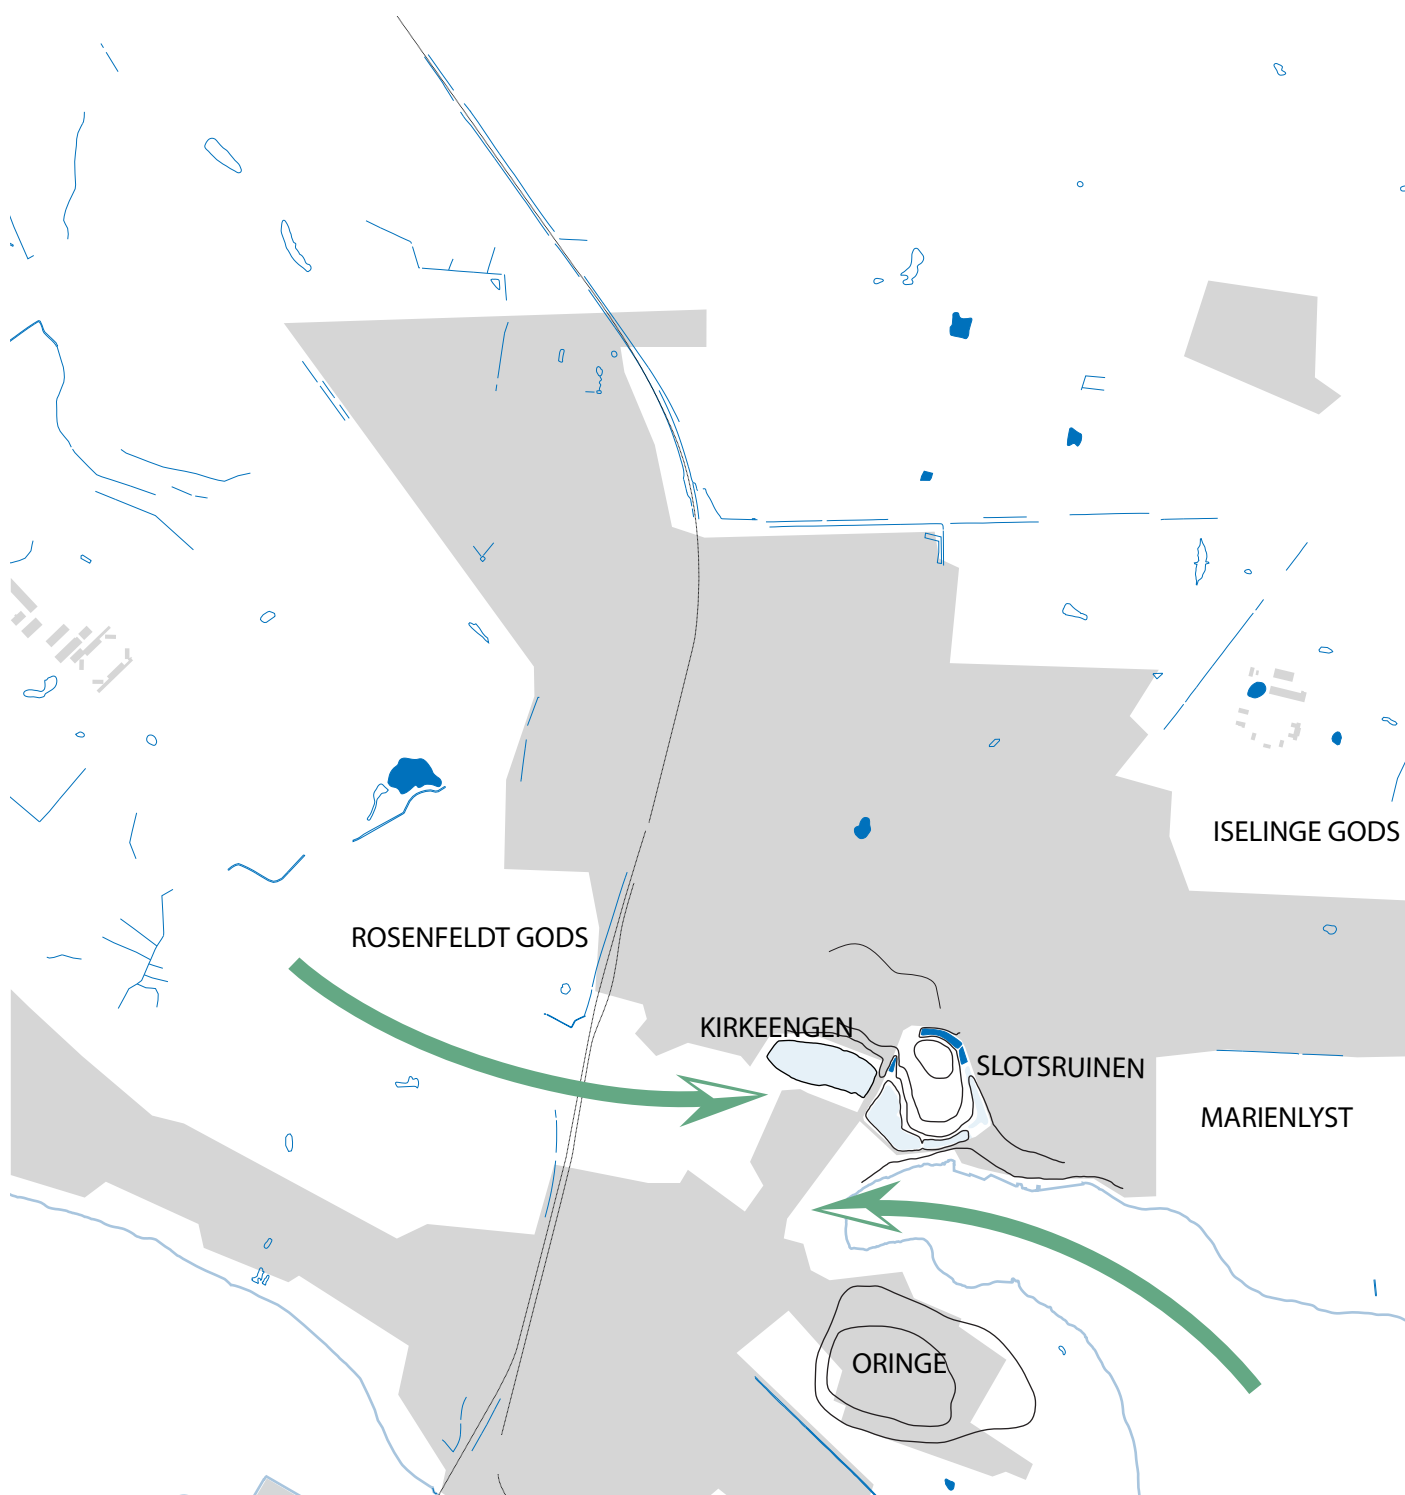 ISELINGE GODS
ROSENFELDT GODS
KIRKEENGEN
SLOTSRUINEN
MARIENLYST
ORINGE